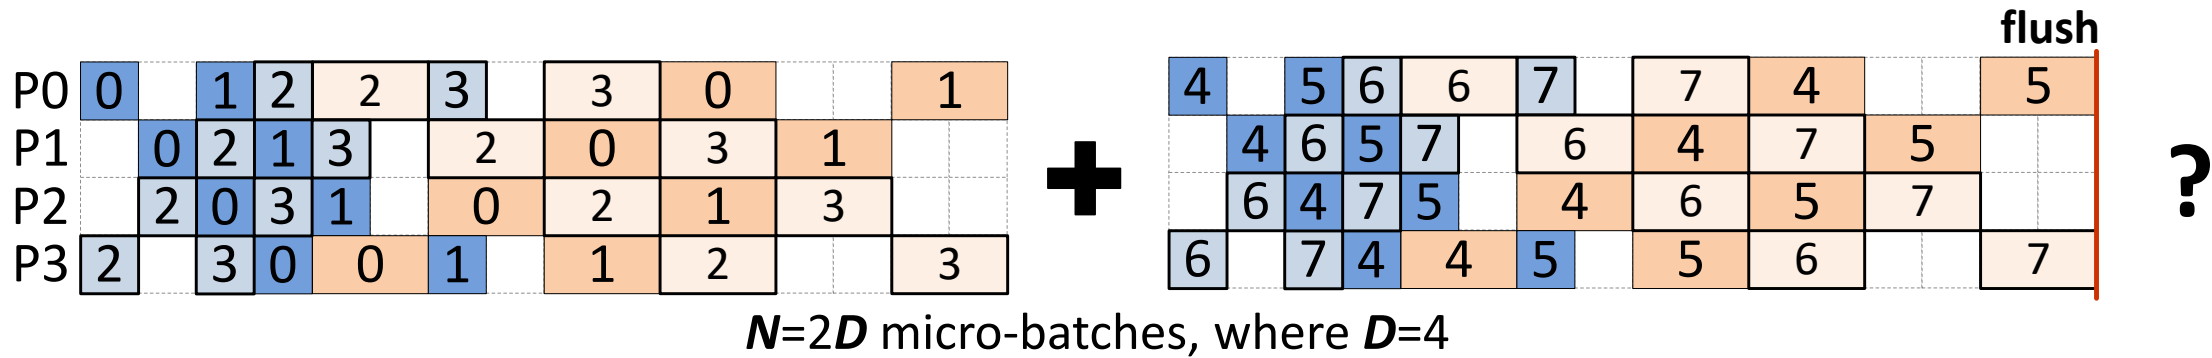 flush
P0 0 1 2 2 3 3 0 1 4 5 6 6 7 7 4 5
P1 0 2 1 3 2 0 3 1 4 6 5 7 6 4 7 5
+ ?
P2 2 0 3 1 0 2 1 3 6 4 7 5 4 6 5 7
P3 2 3 0 0 1 1 2 3 6 7 4 4 5 5 6 7
N=2D micro-batches, where D=4